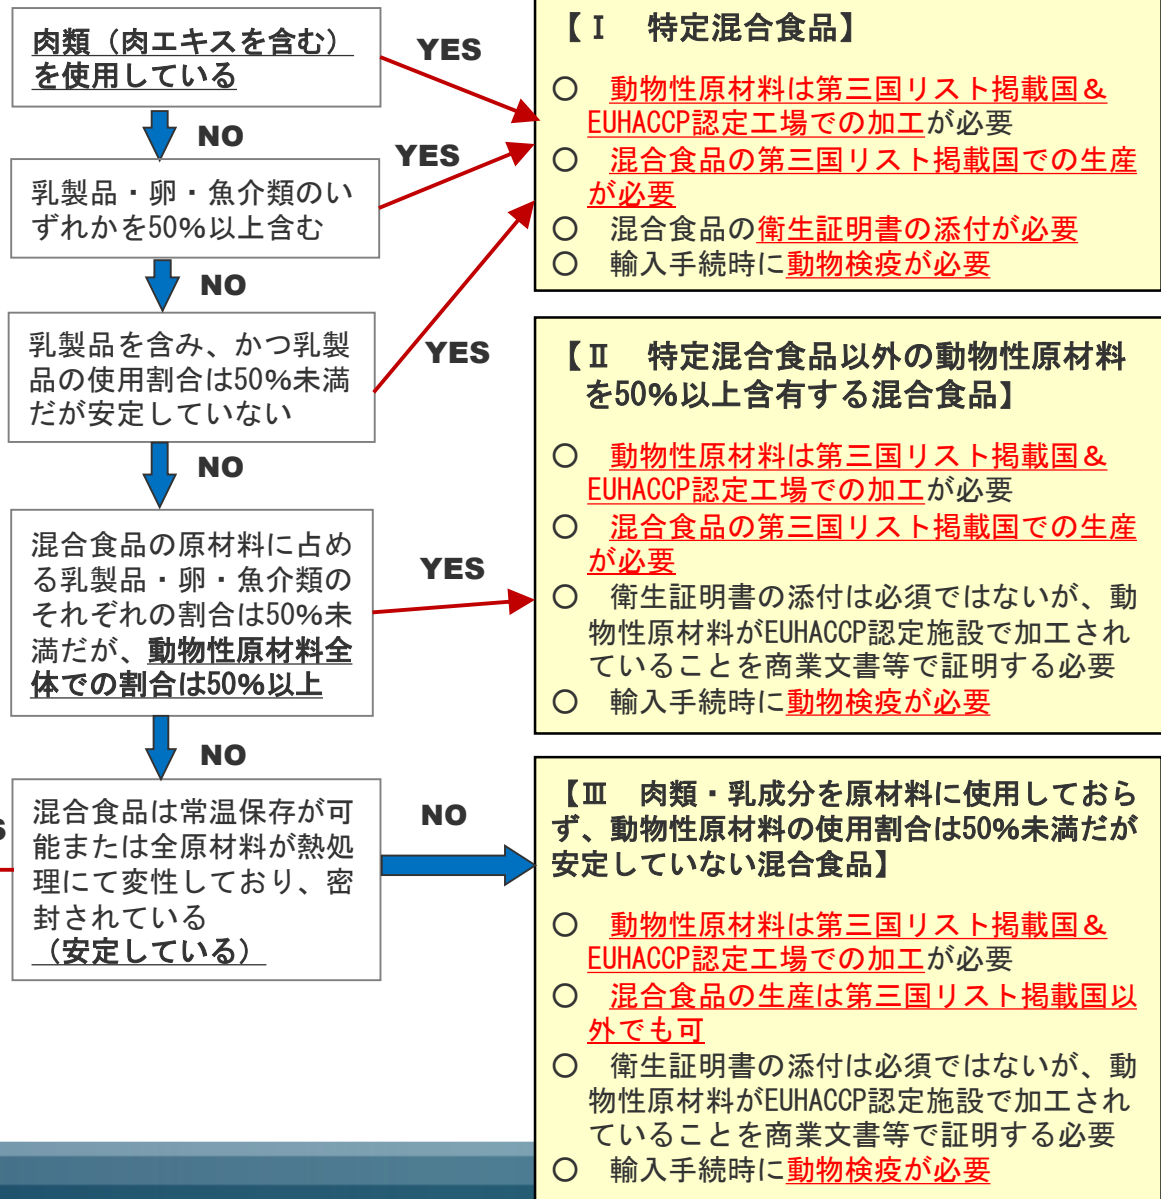 肉類（肉エキスを含む）
を使用している
YES
NO
乳製品・卵・魚介類のい
ずれかを50%以上含む
YES
NO
乳製品を含み、かつ乳製
品の使用割合は50%未満
だが安定していない
YES
NO
混合食品の原材料に占め
る乳製品・卵・魚介類の
それぞれの割合は50%未
満だが、動物性原材料全
体での割合は50%以上
YES
NO
混合食品は常温保存が可
能または全原材料が熱処
理にて変性しており、密
封されている
（安定している）
NO
S
【Ⅰ　特定混合食品】
○　動物性原材料は第三国リスト掲載国＆
EUHACCP認定工場での加工が必要
○　混合食品の第三国リスト掲載国での生産
が必要
○　混合食品の衛生証明書の添付が必要
○　輸入手続時に動物検疫が必要
【Ⅱ　特定混合食品以外の動物性原材料
を50%以上含有する混合食品】
○　動物性原材料は第三国リスト掲載国＆
EUHACCP認定工場での加工が必要
○　混合食品の第三国リスト掲載国での生産
が必要
○　衛生証明書の添付は必須ではないが、動
物性原材料がEUHACCP認定施設で加工され
ていることを商業文書等で証明する必要
○　輸入手続時に動物検疫が必要
【Ⅲ　肉類・乳成分を原材料に使用しておら
ず、動物性原材料の使用割合は50%未満だが
安定していない混合食品】
○　動物性原材料は第三国リスト掲載国＆
EUHACCP認定工場での加工が必要
○　混合食品の生産は第三国リスト掲載国以
外でも可
○　衛生証明書の添付は必須ではないが、動
物性原材料がEUHACCP認定施設で加工され
ていることを商業文書等で証明する必要
○　輸入手続時に動物検疫が必要